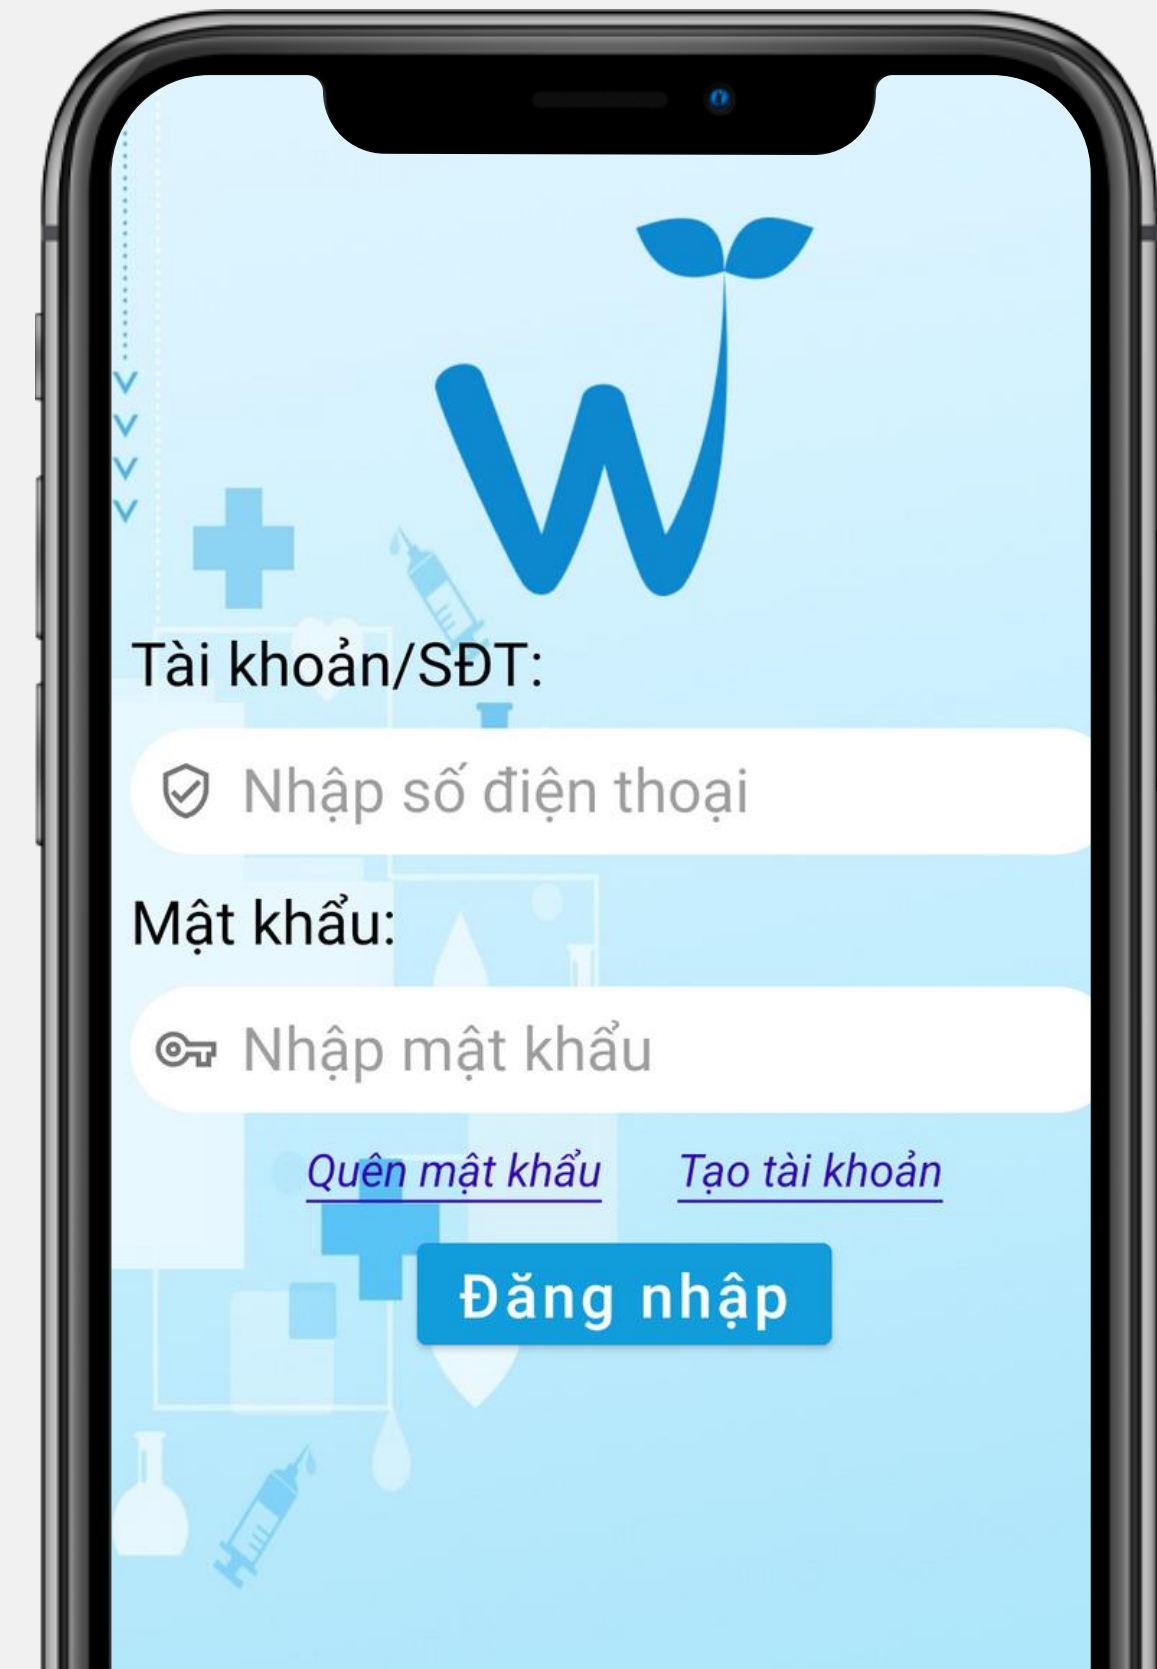 W
Tài khoản/SĐT:
Nhập số điện thoại
Mật khẩu:
Nhập mật khẩu
Quên mật khẩu Tạo tài khoản
Đăng nhập